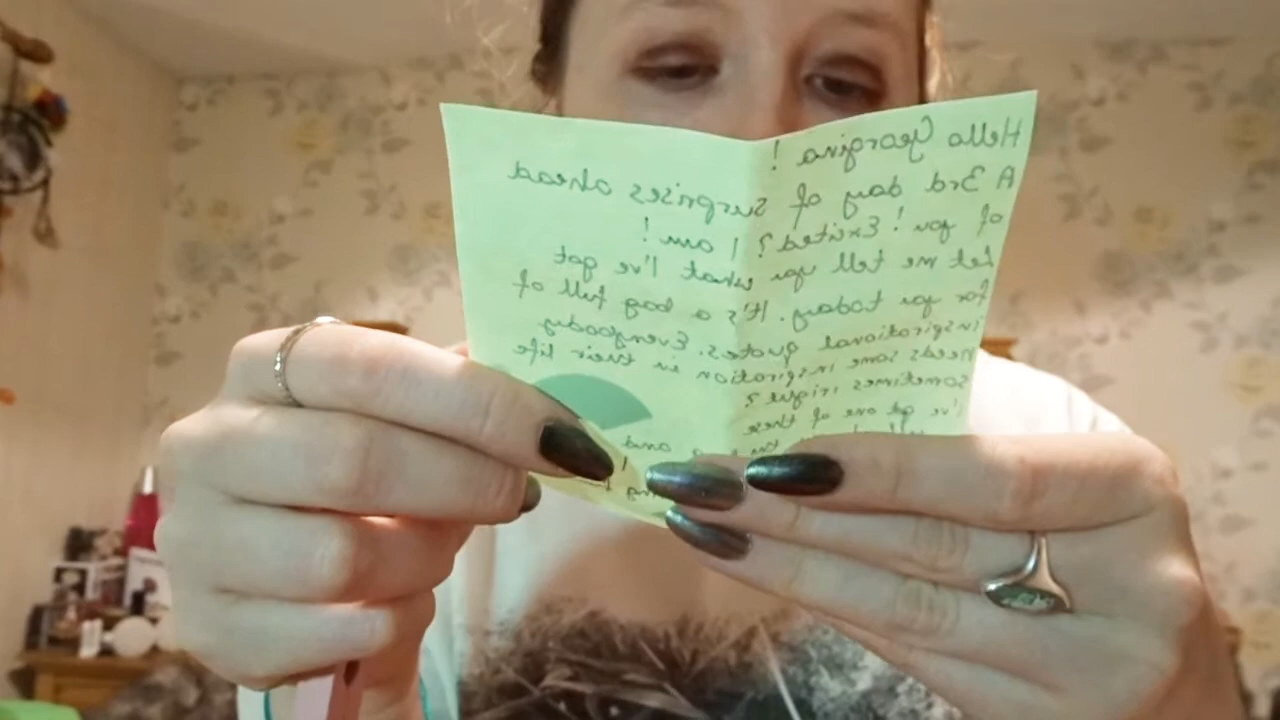 Hello Georgina !
A 3rd day of surprises ahead
of you ! Excited? I am !
Let me tell you what I've got
for you today. It's a bag full of
inspirational quotes. Everybody
needs some inspiration in their life
sometimes right ?
I've got one of these
and
I